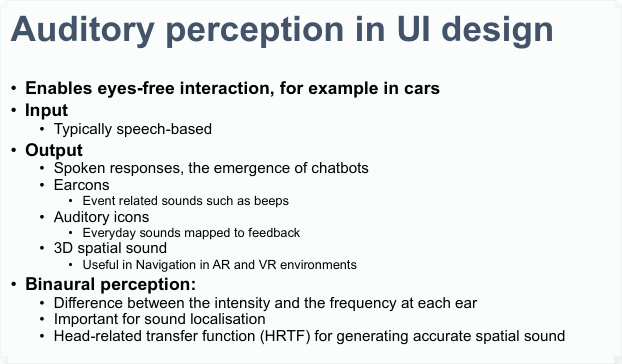 Auditory perception in UI design
• Enables eyes-free interaction, for example in cars
• Input
• Typically speech-based
• Output
• Spoken responses, the emergence of chatbots
• Earcons
• Event related sounds such as beeps
• Auditory icons
• Everyday sounds mapped to feedback
• 3D spatial sound
• Useful in Navigation in AR and VR environments
• Binaural perception:
• Difference between the intensity and the frequency at each ear
• Important for sound localisation
• Head-related transfer function (HRTF) for generating accurate spatial sound